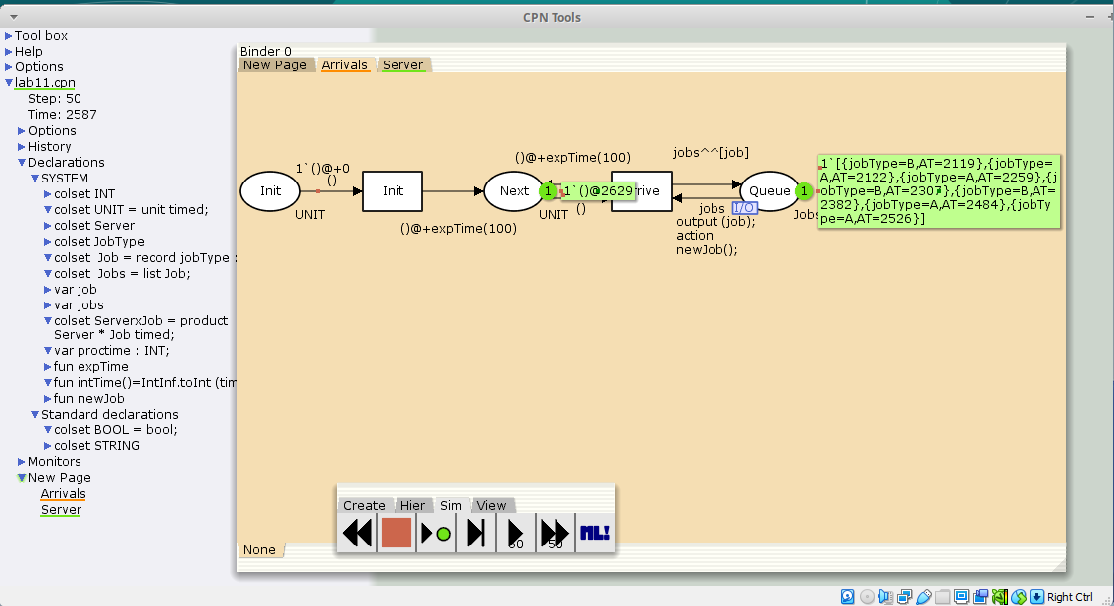 CPN Tools
Tool box
Help
Options
lab11.cpn
Step: 50
Time: 2587
Options
History
Declarations
SYSTEM
colset INT
colset UNIT = unit timed;
colset Server
colset JobType
colset Job = record jobType :
colset Jobs = list Job;
var job
var jobs
colset ServerxJob = product
Server * Job timed;
var proctime : INT;
fun expTime
fun intTime()=IntInf.toInt (tim
fun newJob
Standard declarations
colset BOOL = bool;
colset STRING
Monitors
New Page
Arrivals
Server
Binder 0
New Page Arrivals Server
()@+expTime(100)
jobs^^[job]
1`()@+0
()
Init
Init
Next
1
1`()@2629
rive
Queue
1
UNIT
UNIT
()
jobs
I/O
Jobs
()@+expTime(100)
output (job);
action
newJob();
1`[{jobType=B,AT=2119},{jobType=
A,AT=2122},{jobType=A,AT=2259},{j
obType=B,AT=2307},{jobType=B,AT=
2382},{jobType=A,AT=2484},{jobTy
pe=A,AT=2526}]
Create Hier Sim View
50
ML!
None
Right Ctrl